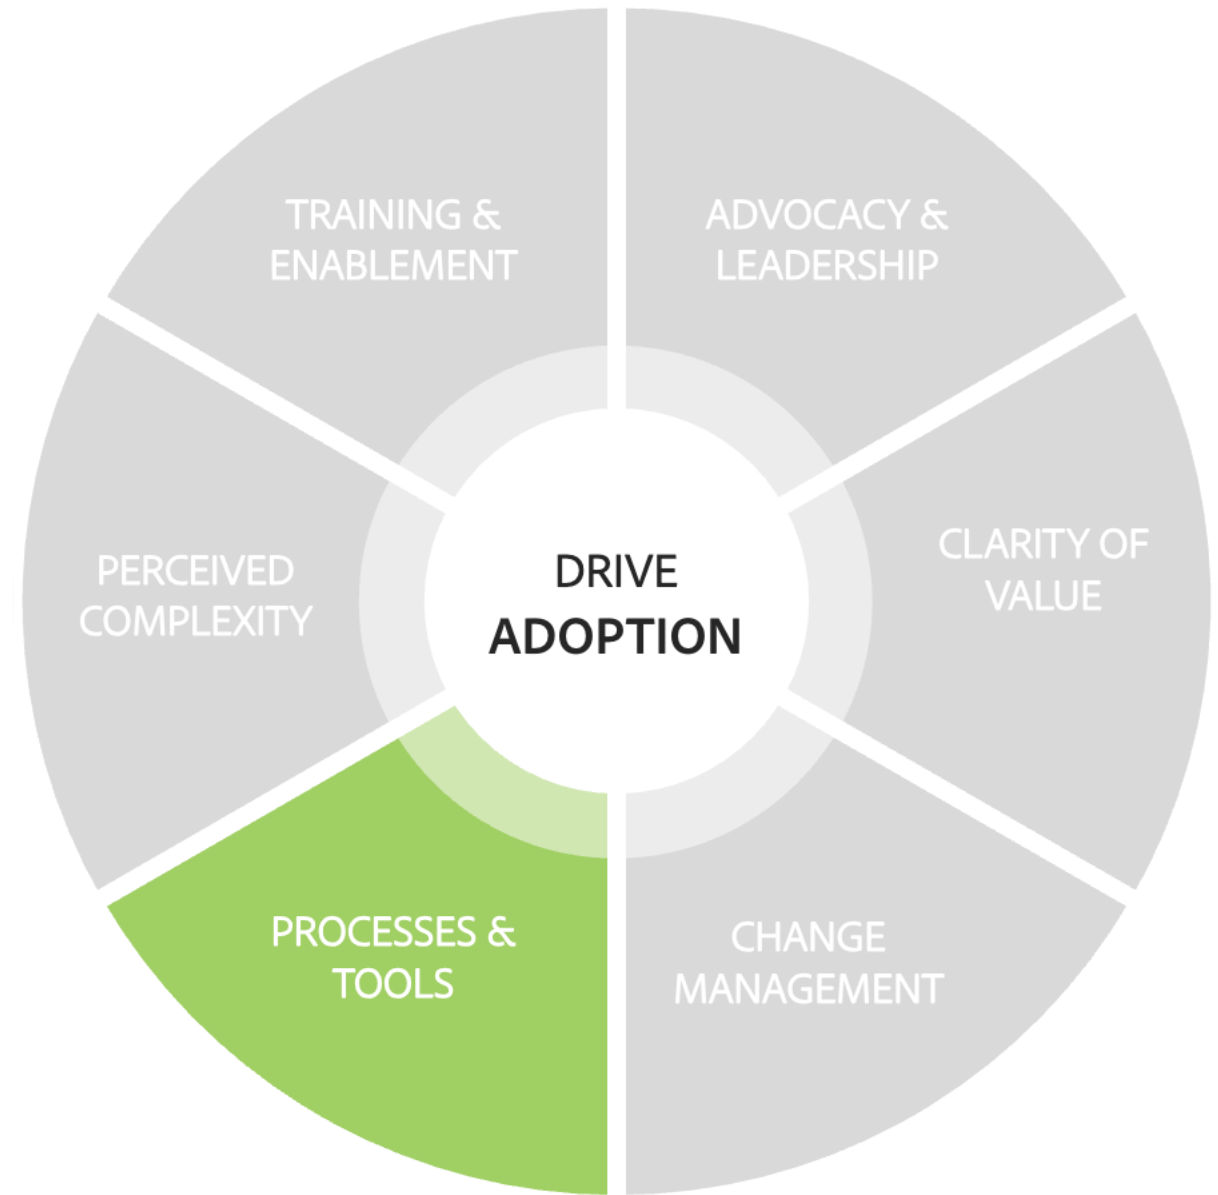 TRAINING &
ENABLEMENT
ADVOCACY &
LEADERSHIP
PERCEIVED
COMPLEXITY
CLARITY OF
VALUE
DRIVE
ADOPTION
PROCESSES &
TOOLS
CHANGE
MANAGEMENT